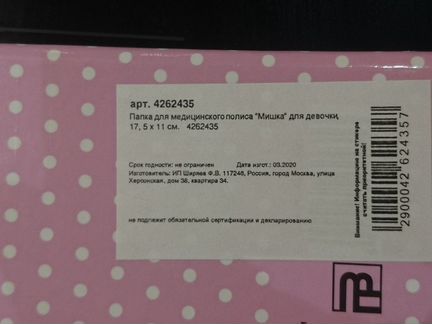 арт. 4262435
Папка для медицинского полиса "Мишка" для девочки,
17, 5 х 11 см. 4262435
Срок годности: не ограничен Дата изгот.: 03.2020
Изготовитель: ИП Ширяев Ф.В. 117246, Россия, город Москва, улица
Херсонская, дом 38, квартира 34.
не подлежит обязательной сертификации и декларированию
Внимание! Информацию на стикере
считать приоритетной!
2900042624357